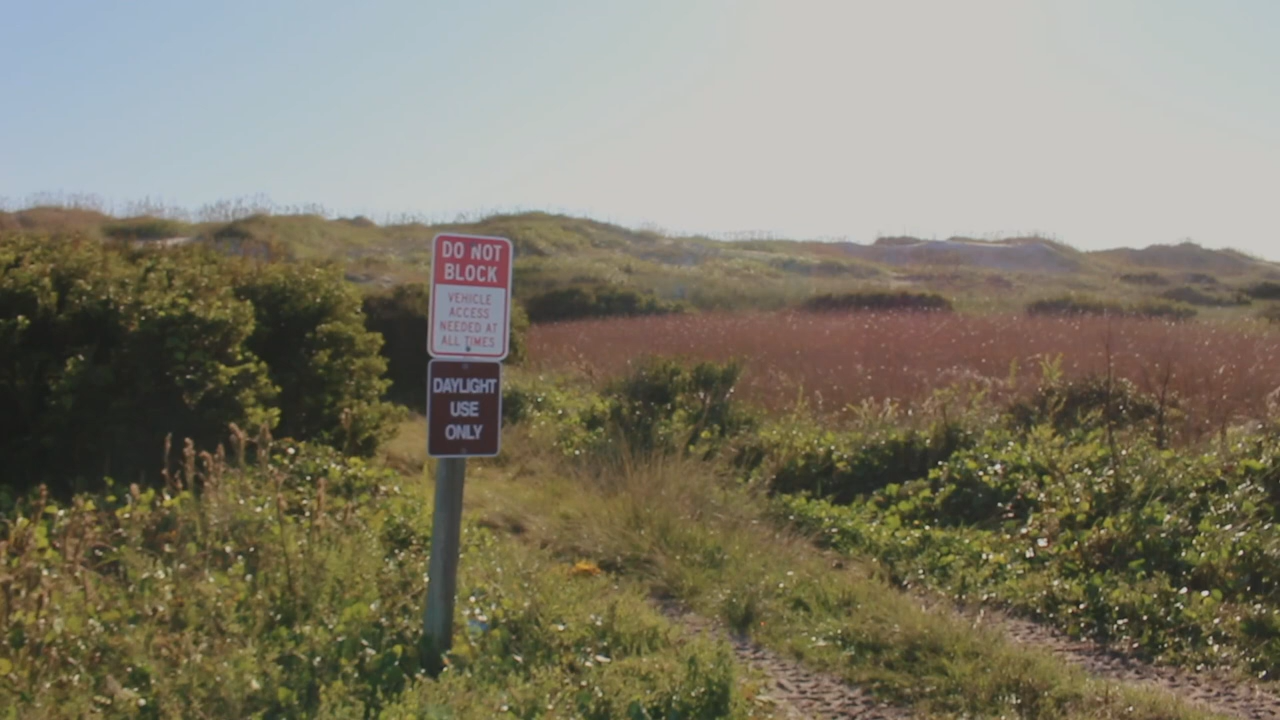 DO NOT
BLOCK
VEHICLE
ACCESS
NEEDED AT
ALL TIMES
DAYLIGHT
USE
ONLY